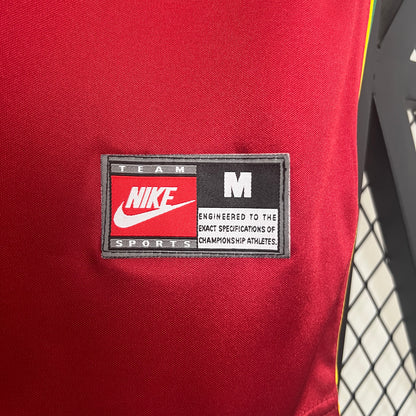 TEAM
NIKE
SPORTS
M
ENGINEERED TO THE
EXACT SPECIFICATIONS OF
CHAMPIONSHIP ATHLETES.